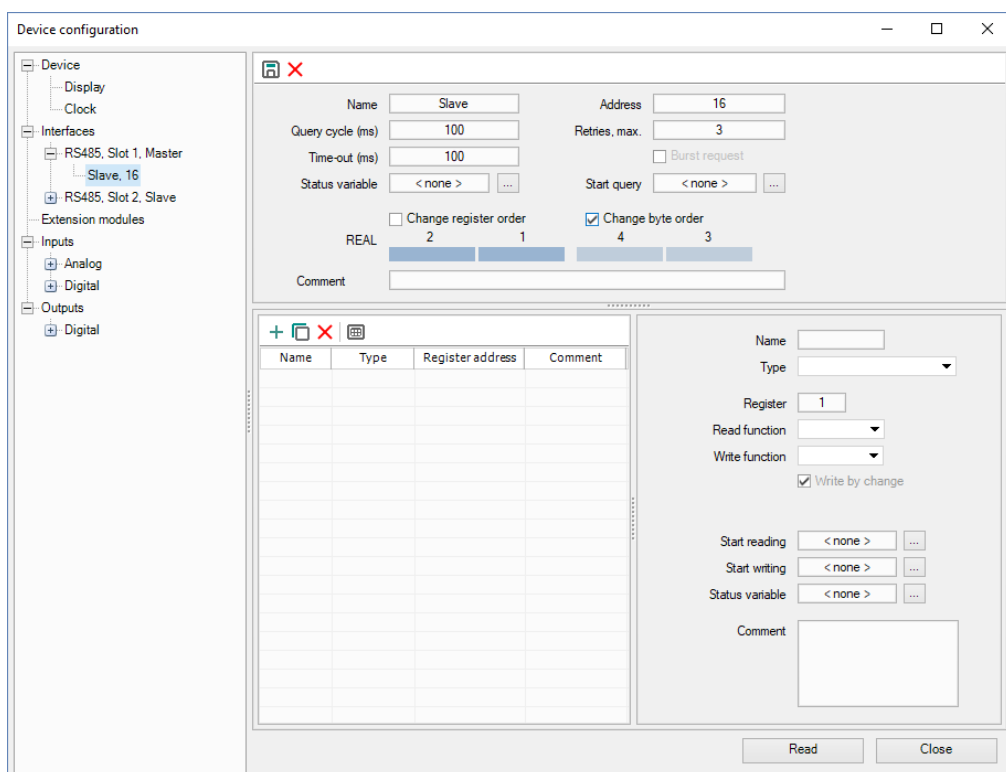 Device configuration
Device
Display
Clock
Interfaces
RS485, Slot 1, Master
Slave, 16
RS485, Slot 2, Slave
Extension modules
Inputs
Analog
Digital
Outputs
Digital
Name Slave Address 16
Query cycle (ms) 100 Retries, max. 3
Time-out (ms) 100 Burst request
Status variable < none > ... Start query < none > ...
Change register order Change byte order
REAL 2 1 4 3
Comment
Name Type Register address Comment
Name
Type
Register 1
Read function
Write function
Write by change
Start reading < none > ...
Start writing < none > ...
Status variable < none > ...
Comment
Read Close